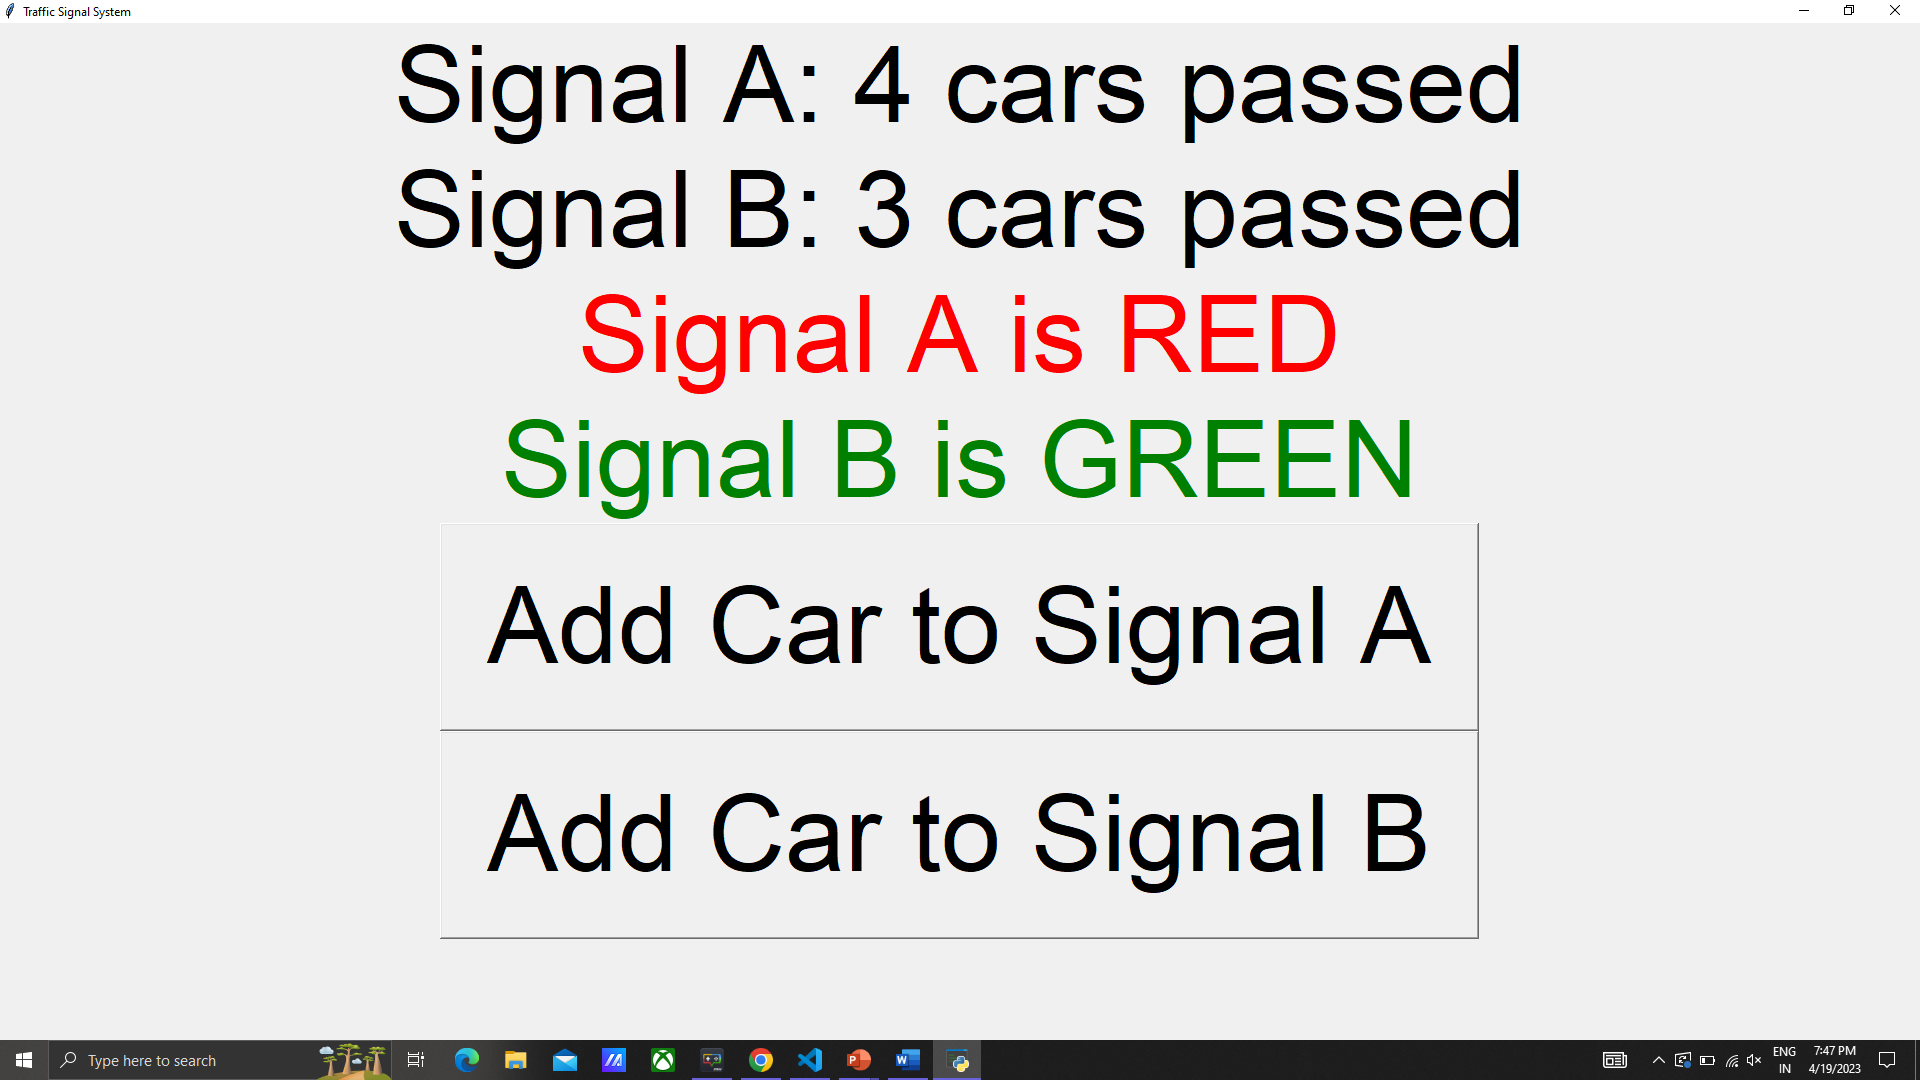 Traffic Signal System
Signal A: 4 cars passed
Signal B: 3 cars passed
Signal A is RED
Signal B is GREEN
Add Car to Signal A
Add Car to Signal B
Type here to search
ENG
IN
7:47 PM
4/19/2023